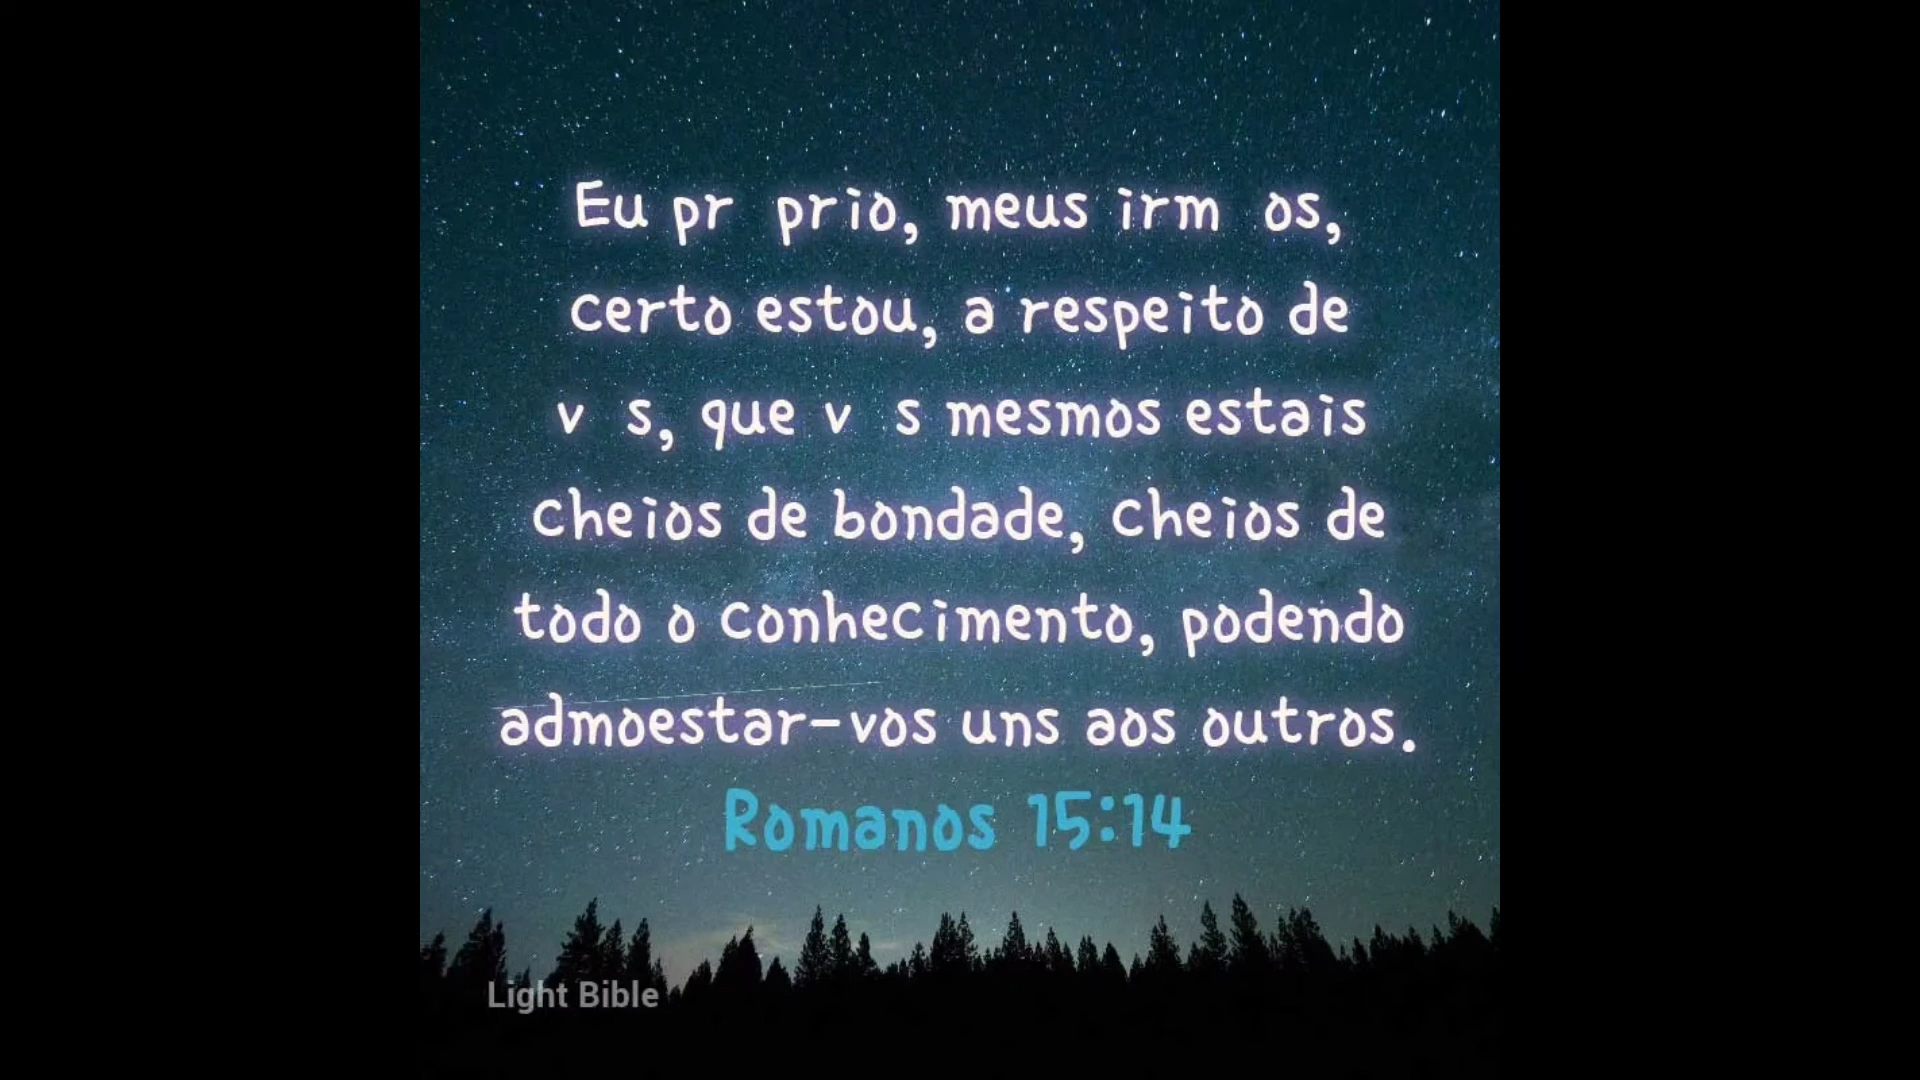 Eu pr prio, meus irm os,
certo estou, a respeito de
v s, que v s mesmos estais
cheios de bondade, cheios de
todo o conhecimento, podendo
admoestar-vos uns aos outros.
Romanos 15:14
Light Bible